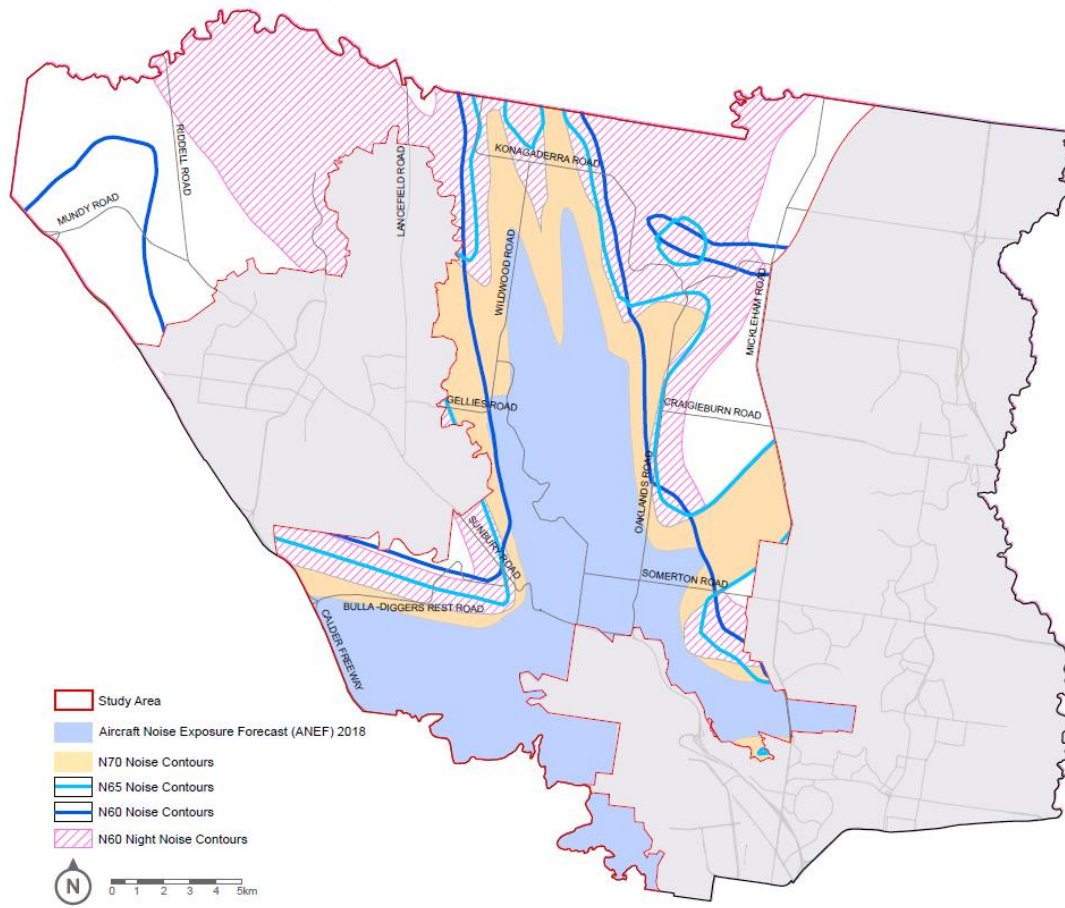 RIDDELL ROAD
LANCEFIELD ROAD
KONAGADERRA ROAD
MUNDY ROAD
WILDWOOD ROAD
MICKLEHAM ROAD
GELLIES ROAD
CRAIGIEBURN ROAD
OAKLANDS ROAD
SUNBURY ROAD
SOMERTON ROAD
BULLA -DIGGERS REST ROAD
CALDER FREEWAY
Study Area
Aircraft Noise Exposure Forecast (ANEF) 2018
N70 Noise Contours
N65 Noise Contours
N60 Noise Contours
N60 Night Noise Contours
N
0 1 2 3 4 5km